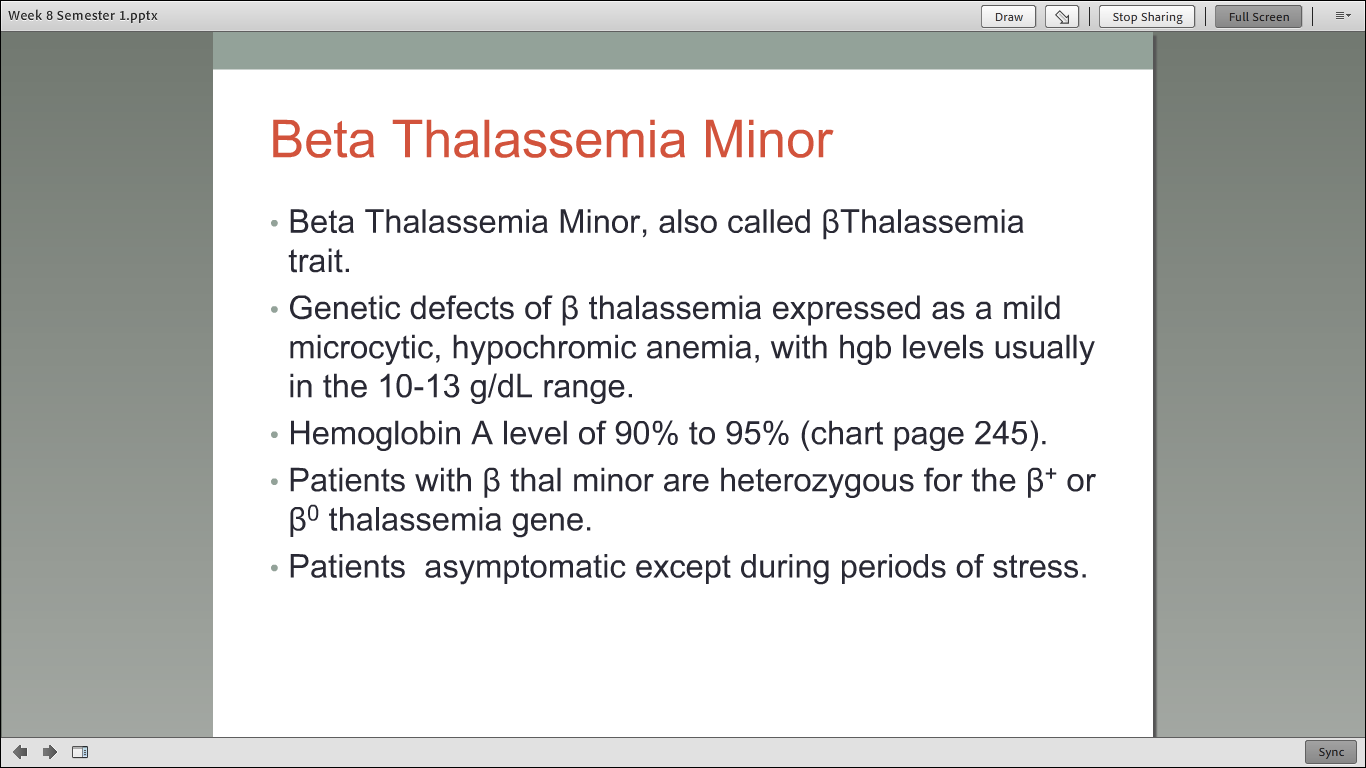 Week 8 Semester 1.pptx
Draw
Stop Sharing
Full Screen
Beta Thalassemia Minor
• Beta Thalassemia Minor, also called βThalassemia
trait.
• Genetic defects of β thalassemia expressed as a mild
microcytic, hypochromic anemia, with hgb levels usually
in the 10-13 g/dL range.
• Hemoglobin A level of 90% to 95% (chart page 245).
• Patients with β thal minor are heterozygous for the β⁺ or
β⁰ thalassemia gene.
• Patients  asymptomatic except during periods of stress.
Sync